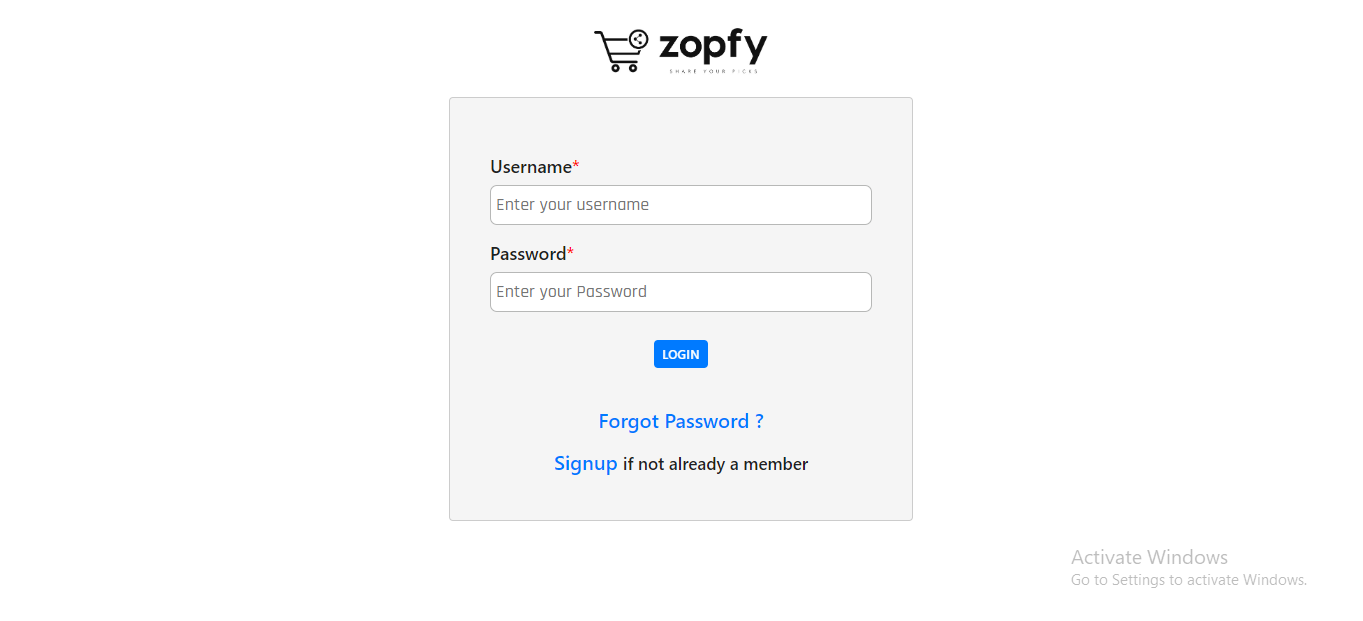 zopfy
SHARE YOUR PICKS
Username*
Enter your username
Password*
Enter your Password
LOGIN
Forgot Password ?
Signup if not already a member
Activate Windows
Go to Settings to activate Windows.